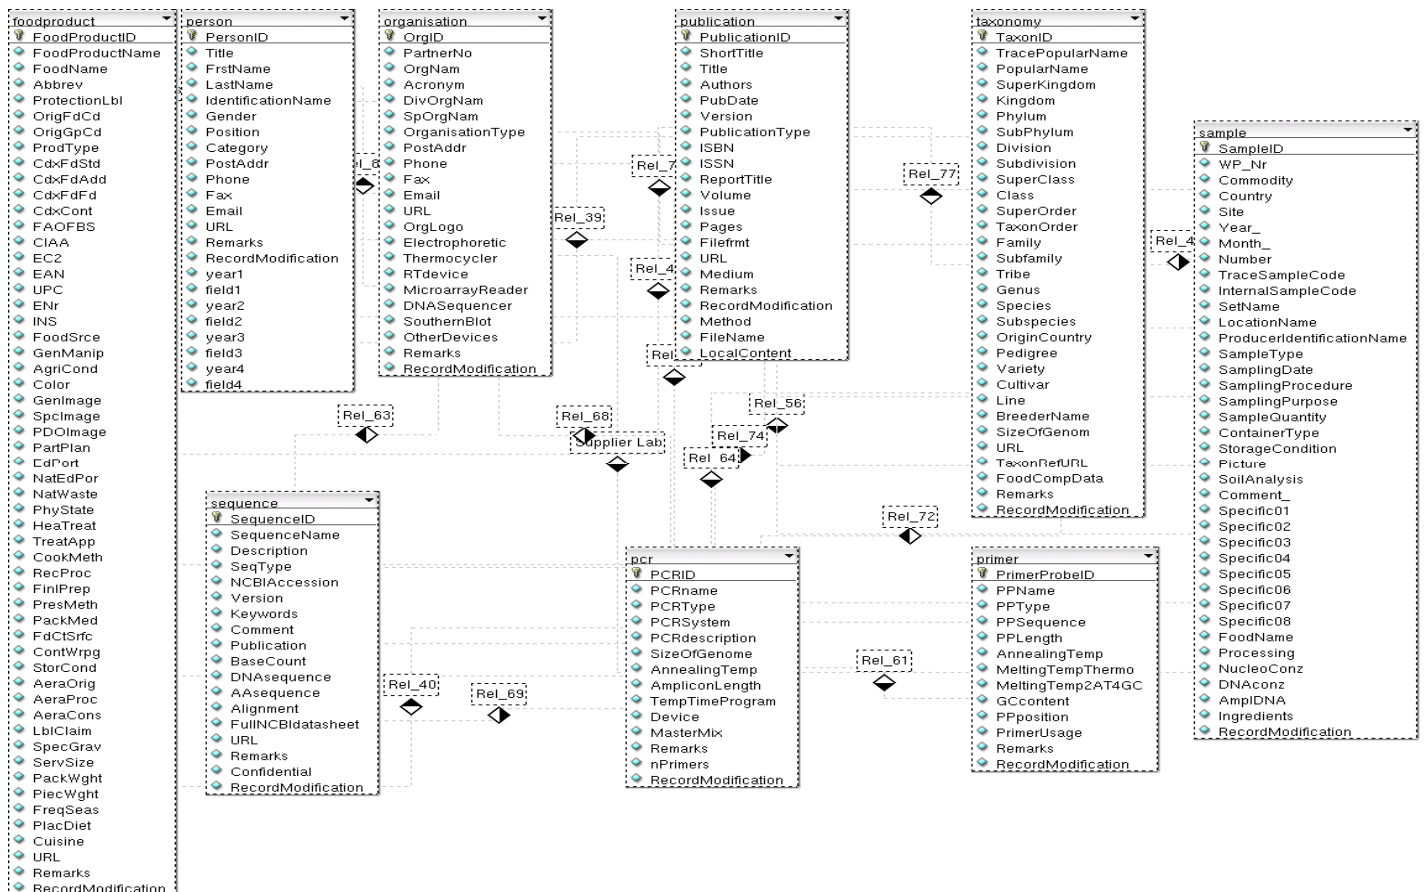 foodproduct
FoodProductID
FoodProductName
FoodName
Abbrev
ProtectionLbl
OrigFdCd
OrigGpCd
ProdType
CdxFdStd
CdxFdAdd
CdxFdFd
CdxCont
FAOFBS
CIAA
EC2
EAN
UPC
ENr
INS
FoodSrce
GenManip
AgriCond
Color
GenImage
SpcImage
PDOImage
PartPlan
EdPort
NatEdPor
NatWaste
PhyState
HeaTreat
TreatApp
CookMeth
RecProc
FinlPrep
PresMeth
PackMed
FdCtSrfc
ContWrpg
StorCond
AeraOrig
AeraProc
AeraCons
LblClaim
SpecGrav
ServSize
PackWght
PiecWght
FreqSeas
PlacDiet
Cuisine
URL
Remarks
RecordModification
person
PersonID
Title
FrstName
LastName
IdentificationName
Gender
Position
Category
PostAddr
Phone
Fax
Email
URL
Remarks
RecordModification
year1
field1
year2
field2
year3
field3
year4
field4
organisation
OrgID
PartnerNo
OrgNam
Acronym
DivOrgNam
SpOrgNam
OrganisationType
PostAddr
Phone
Fax
Email
URL
OrgLogo
Electrophoretic
Thermocycler
RTdevice
MicroarrayReader
DNASequencer
SouthernBlot
OtherDevices
Remarks
RecordModification
publication
PublicationID
ShortTitle
Title
Authors
PubDate
Version
PublicationType
ISBN
ISSN
ReportTitle
Volume
Issue
Pages
Filefrmt
URL
Medium
Remarks
RecordModification
Method
FileName
LocalContent
taxonomy
TaxonID
TracePopularName
PopularName
SuperKingdom
Kingdom
Phylum
SubPhylum
Division
Subdivision
SuperClass
Class
SuperOrder
TaxonOrder
Family
Subfamily
Tribe
Genus
Species
Subspecies
OriginCountry
Pedigree
Variety
Cultivar
Line
BreederName
SizeOfGenom
URL
TaxonRefURL
FoodCompData
Remarks
RecordModification
sample
SampleID
WP_Nr
Commodity
Country
Site
Year_
Month_
Number
TraceSampleCode
InternalSampleCode
SetName
LocationName
ProducerIdentificationName
SampleType
SamplingDate
SamplingProcedure
SamplingPurpose
SampleQuantity
ContainerType
StorageCondition
Picture
SoilAnalysis
Comment_
Specific01
Specific02
Specific03
Specific04
Specific05
Specific06
Specific07
Specific08
FoodName
Processing
NucleoConz
DNAconz
AmplDNA
Ingredients
RecordModification
Rel_39
Rel_7
Rel_4
Rel
Rel_77
Rel_4
Rel_63
Rel_68
Supplier Lab
Rel_56
Rel_74
Rel_64
Rel_72
Rel_61
Rel_40
Rel_69
sequence
SequenceID
SequenceName
Description
SeqType
NCBIAccession
Version
Keywords
Comment
Publication
BaseCount
DNAsequence
AAsequence
Alignment
FullNCBIdatasheet
URL
Remarks
Confidential
RecordModification
pcr
PCRID
PCRname
PCRType
PCRSystem
PCRdescription
SizeOfGenome
AnnealingTemp
AmpliconLength
TempTimeProgram
Device
MasterMix
Remarks
nPrimers
RecordModification
primer
PrimerProbeID
PPName
PPType
PPSequence
PPLength
AnnealingTemp
MeltingTempThermo
MeltingTemp2AT4GC
GCcontent
PPposition
PrimerUsage
Remarks
RecordModification